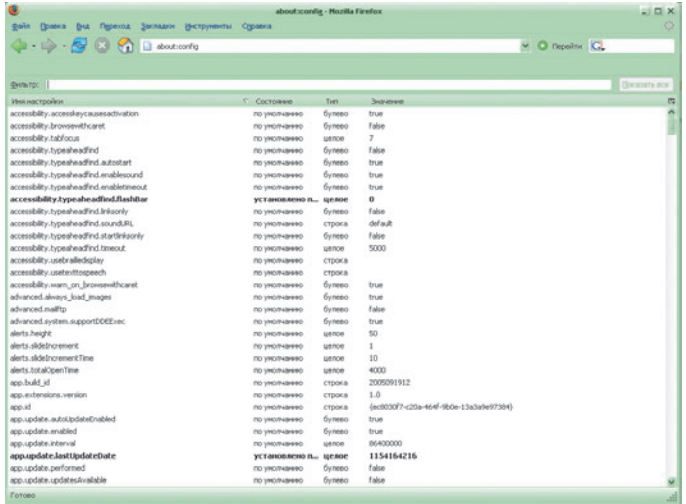 about:config - Mozilla Firefox
Файл Правка Вид Переход Закладки Инструменты Справка
about:config Перейти
Фильтр: Показать все
Имя настройки Состояние Тип Значение
accessibility.accesskeycausesactivation по умолчанию булево true
accessibility.browsewithcaret по умолчанию булево false
accessibility.tabfocus по умолчанию целое 7
accessibility.typeaheadfind по умолчанию булево false
accessibility.typeaheadfind.autostart по умолчанию булево true
accessibility.typeaheadfind.enablesound по умолчанию булево true
accessibility.typeaheadfind.enabletimeout по умолчанию булево true
accessibility.typeaheadfind.flashBar установлено п... целое 0
accessibility.typeaheadfind.linksonly по умолчанию булево false
accessibility.typeaheadfind.soundURL по умолчанию строка default
accessibility.typeaheadfind.startlinksonly по умолчанию булево false
accessibility.typeaheadfind.timeout по умолчанию целое 5000
accessibility.usebrailledisplay по умолчанию строка
accessibility.usetexttospeech по умолчанию строка
accessibility.warn_on_browsewithcaret по умолчанию булево true
advanced.always_load_images по умолчанию булево true
advanced.mailftp по умолчанию булево false
advanced.system.supportDDEExec по умолчанию булево true
alerts.height по умолчанию целое 50
alerts.slideIncrement по умолчанию целое 1
alerts.slideIncrementTime по умолчанию целое 10
alerts.totalOpenTime по умолчанию целое 4000
app.build_id по умолчанию строка 2005091912
app.extensions.version по умолчанию строка 1.0
app.id по умолчанию строка {ec8030f7-c20a-464f-9b0e-13a3a9e97384}
app.update.autoUpdateEnabled по умолчанию булево true
app.update.enabled по умолчанию булево true
app.update.interval по умолчанию целое 86400000
app.update.lastUpdateDate установлено п... целое 1154164216
app.update.performed по умолчанию булево false
app.update.updatesAvailable по умолчанию булево false
Готово